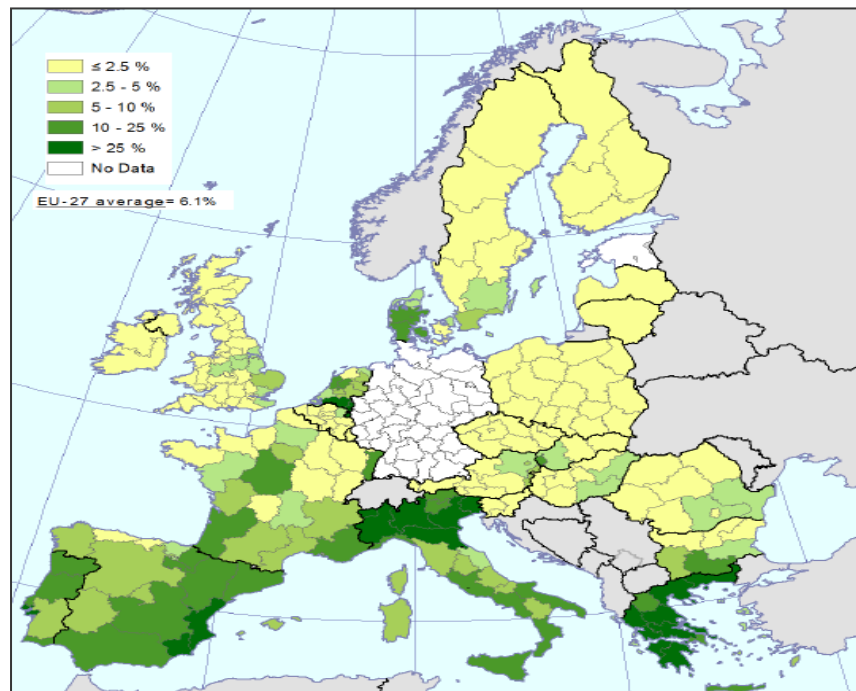 ≤ 2.5 %
2.5 - 5 %
5 - 10 %
10 - 25 %
> 25 %
No Data
EU-27 average= 6.1%